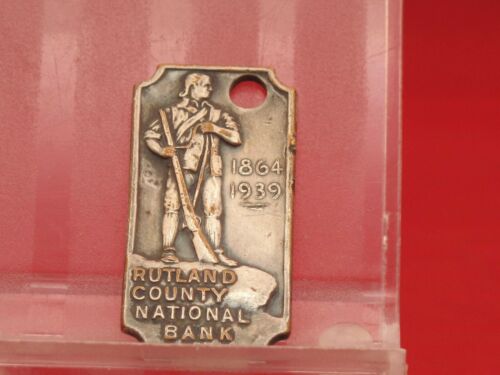 1864
1939
RUTLAND
COUNTY
NATIONAL
BANK